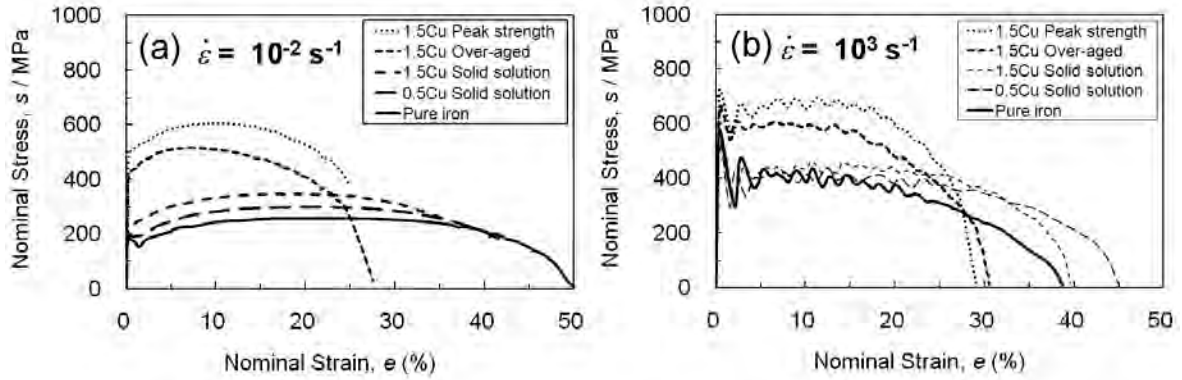 1000
800
600
400
200
0
Nominal Stress, s / MPa
(a) ε̇ = 10⁻² s⁻¹
1.5Cu Peak strength
1.5Cu Over-aged
1.5Cu Solid solution
0.5Cu Solid solution
Pure iron
0 10 20 30 40 50
Nominal Strain, e (%)
1000
800
600
400
200
0
Nominal Stress, s / MPa
(b) ε̇ = 10³ s⁻¹
1.5Cu Peak strength
1.5Cu Over-aged
1.5Cu Solid solution
0.5Cu Solid solution
Pure iron
0 10 20 30 40 50
Nominal Strain, e (%)